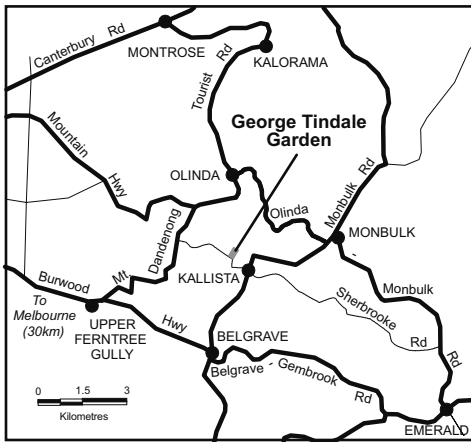 Canterbury Rd
MONTROSE
KALORAMA
Tourist Rd
Mountain Hwy
George Tindale
Garden
OLINDA
Olinda - Monbulk Rd
Monbulk Rd
MONBULK
Mt. Dandenong
KALLISTA
Burwood Hwy
To
Melbourne
(30km)
UPPER
FERNTREE
GULLY
Sherbrooke Rd
BELGRAVE
Belgrave - Gembrook Rd
EMERALD
0 1.5 3
Kilometres